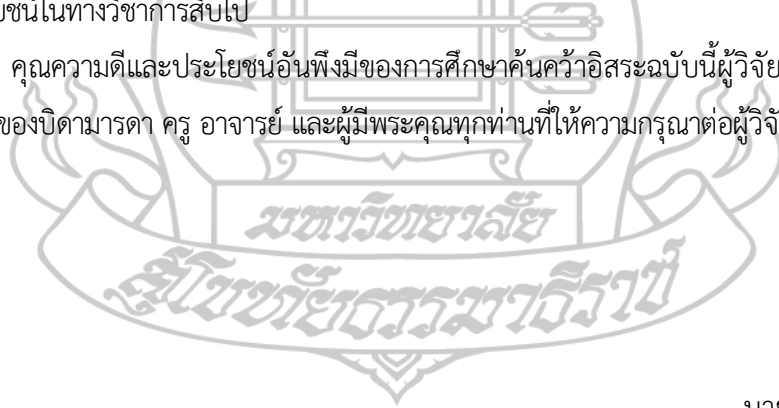 ยชน์ในทางวิชาการสืบไป
คุณความดีและประโยชน์อันพึงมีของการศึกษาค้นคว้าอิสระฉบับนี้ผู้วิจัย
ของบิดามารดา ครู อาจารย์ และผู้มีพระคุณทุกท่านที่ให้ความกรุณาต่อผู้วิจั
มหาวิทยาลัย
สุโขทัยธรรมาธิราช